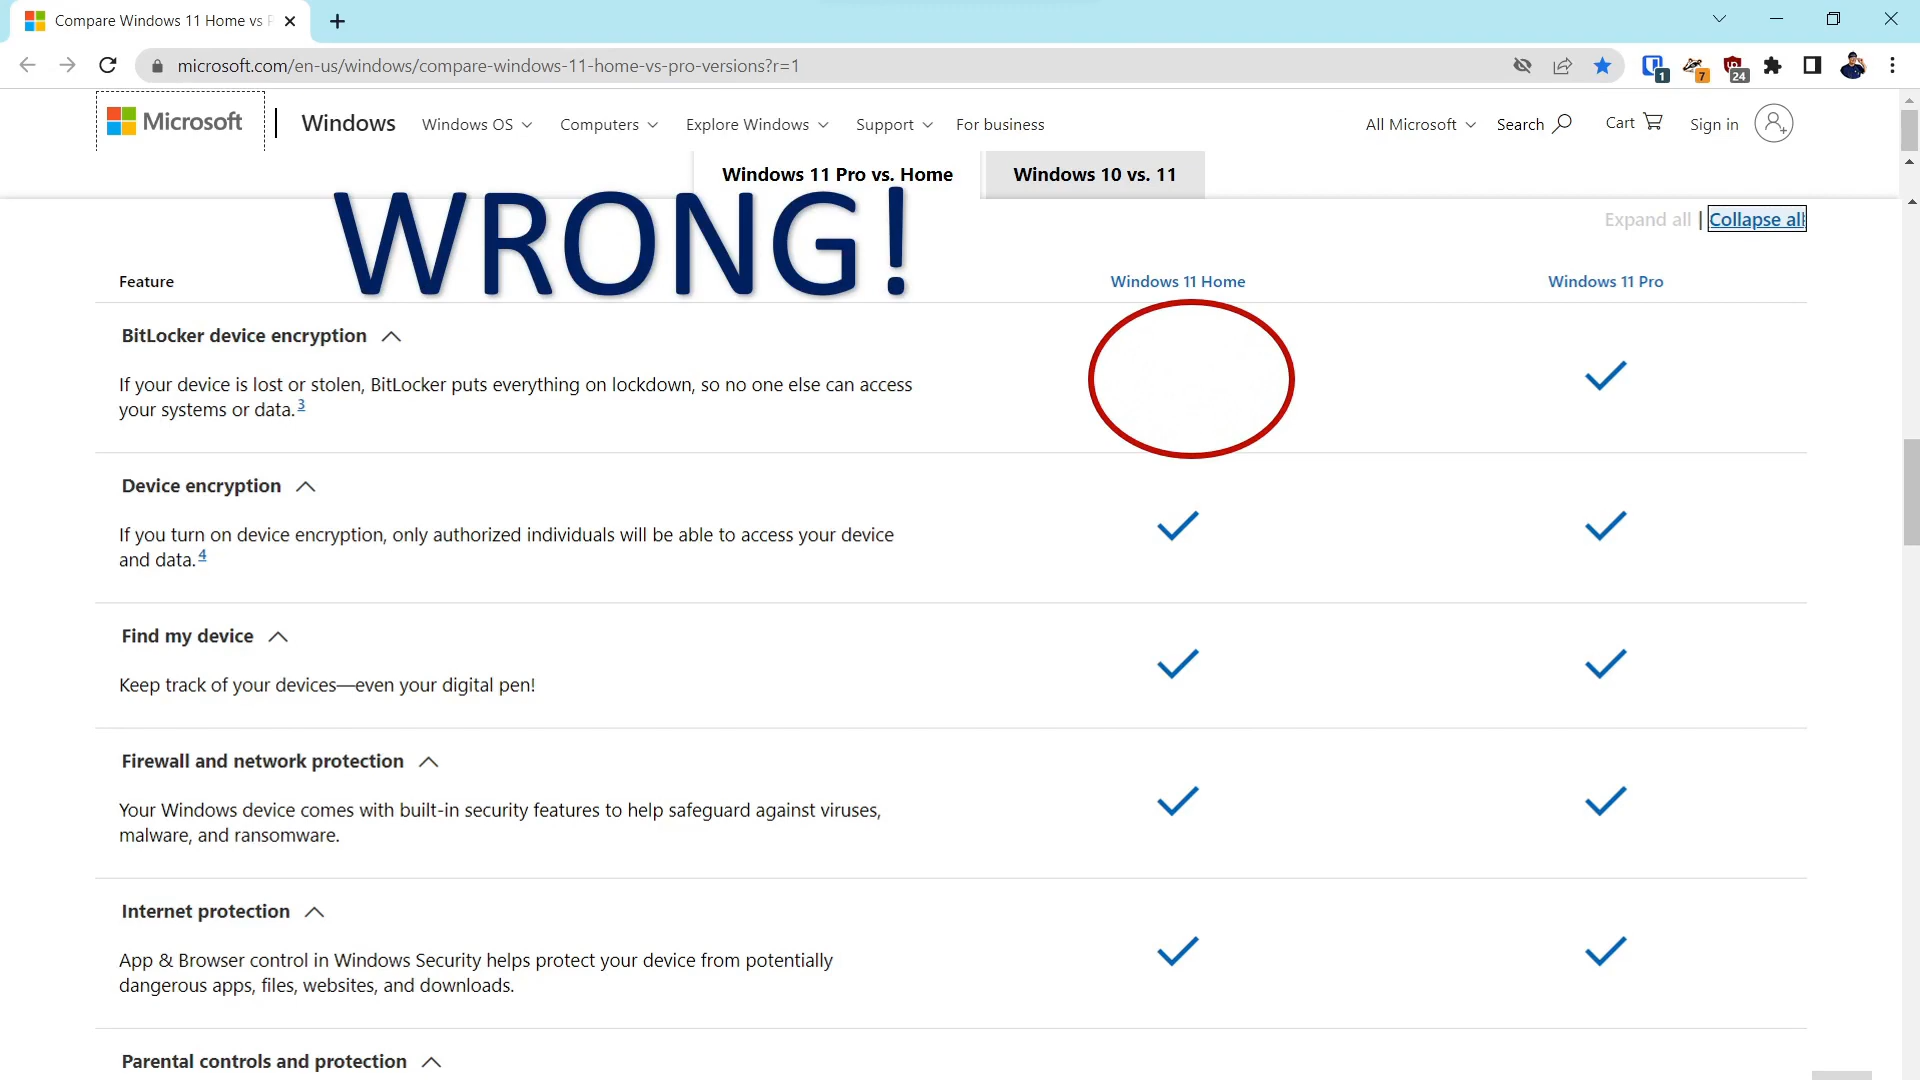 Compare Windows 11 Home vs P
microsoft.com/en-us/windows/compare-windows-11-home-vs-pro-versions?r=1
1
7
24
Microsoft
Windows
Windows OS
Computers
Explore Windows
Support
For business
All Microsoft
Search
Cart
Sign in
Windows 11 Pro vs. Home
Windows 10 vs. 11
WRONG!
Expand all | Collapse all
Feature
Windows 11 Home
Windows 11 Pro
BitLocker device encryption
If your device is lost or stolen, BitLocker puts everything on lockdown, so no one else can access
your systems or data. 3
Device encryption
If you turn on device encryption, only authorized individuals will be able to access your device
and data. 4
Find my device
Keep track of your devices—even your digital pen!
Firewall and network protection
Your Windows device comes with built-in security features to help safeguard against viruses,
malware, and ransomware.
Internet protection
App & Browser control in Windows Security helps protect your device from potentially
dangerous apps, files, websites, and downloads.
Parental controls and protection